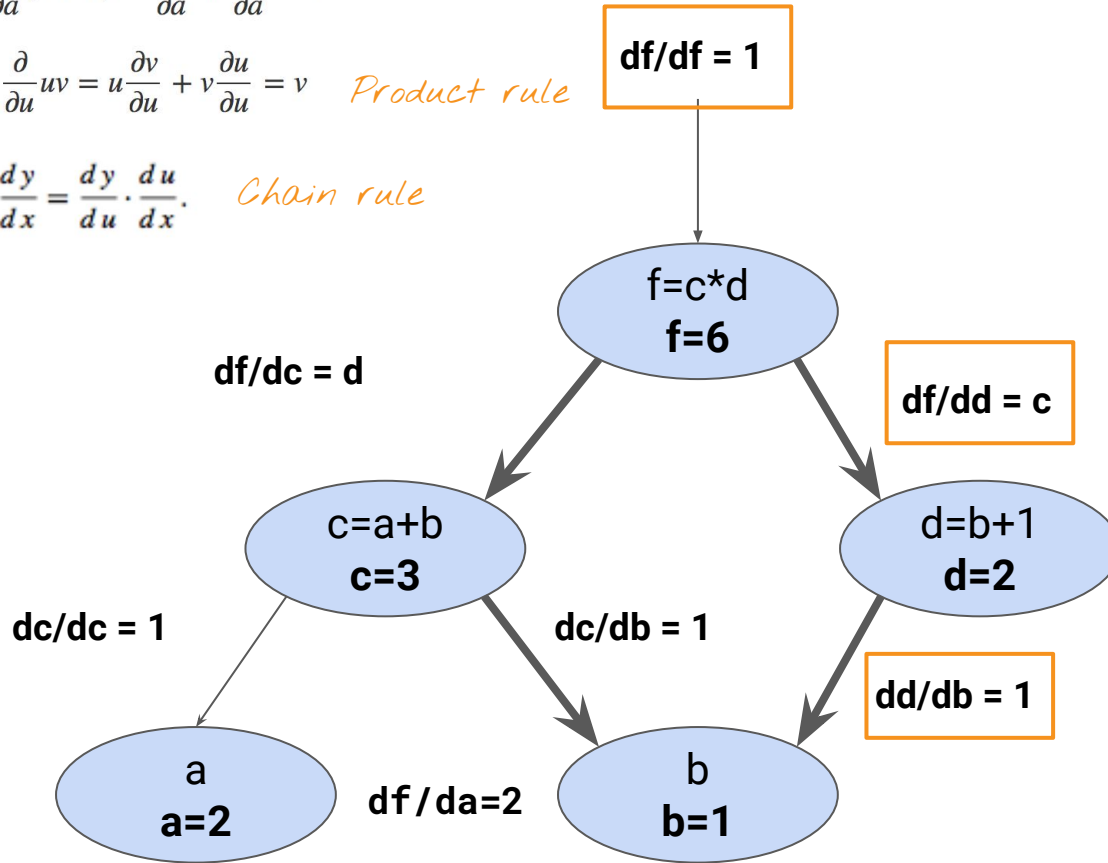 ∂a ∂a ∂a
∂/∂u uv = u ∂v/∂u + v ∂u/∂u = v
Product rule
df/df = 1
dy/dx = dy/du · du/dx.
Chain rule
f=c*d
f=6
df/dc = d
df/dd = c
c=a+b
c=3
d=b+1
d=2
dc/dc = 1
dc/db = 1
dd/db = 1
a
a=2
df/da=2
b
b=1